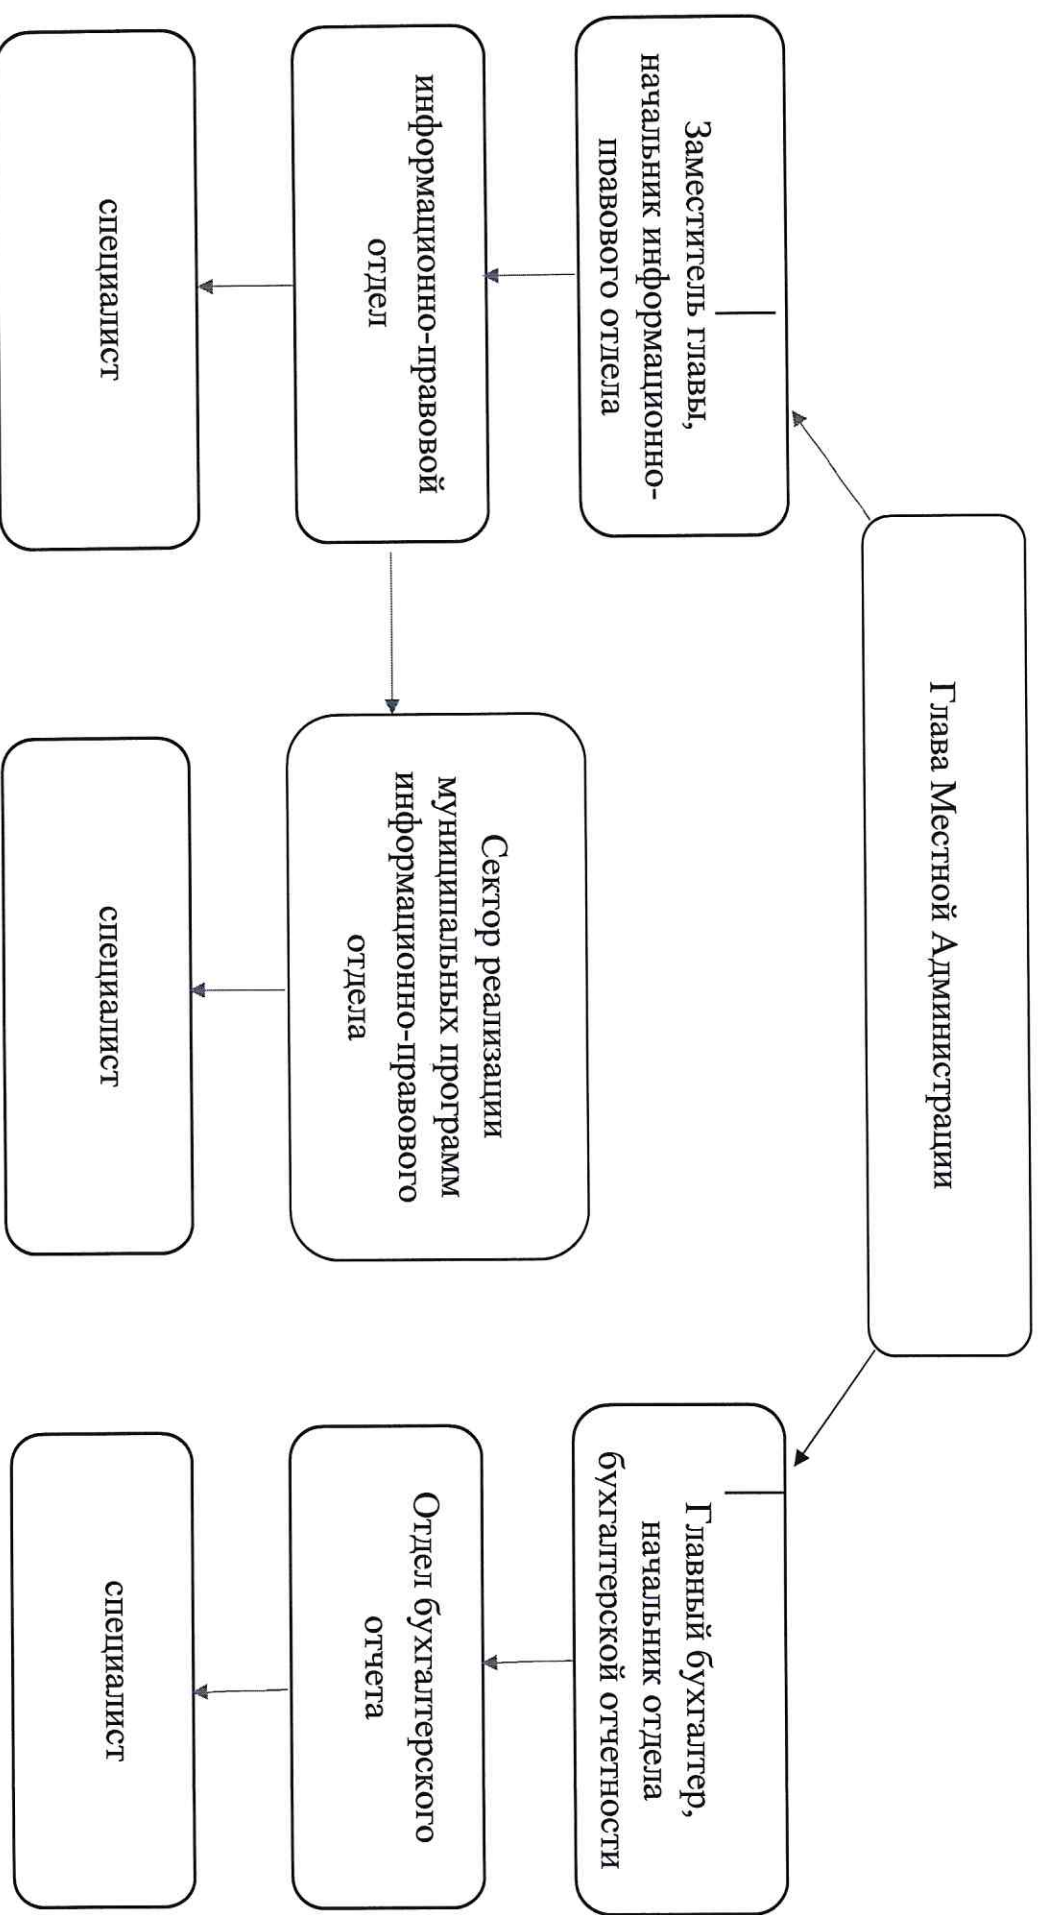 Глава Местной Администрации
Заместитель главы,
начальник информационно-
правового отдела
Главный бухгалтер,
начальник отдела
бухгалтерской отчетности
информационно-правовой
отдел
Сектор реализации
муниципальных программ
информационно-правового
отдела
Отдел бухгалтерского
отчета
специалист
специалист
специалист